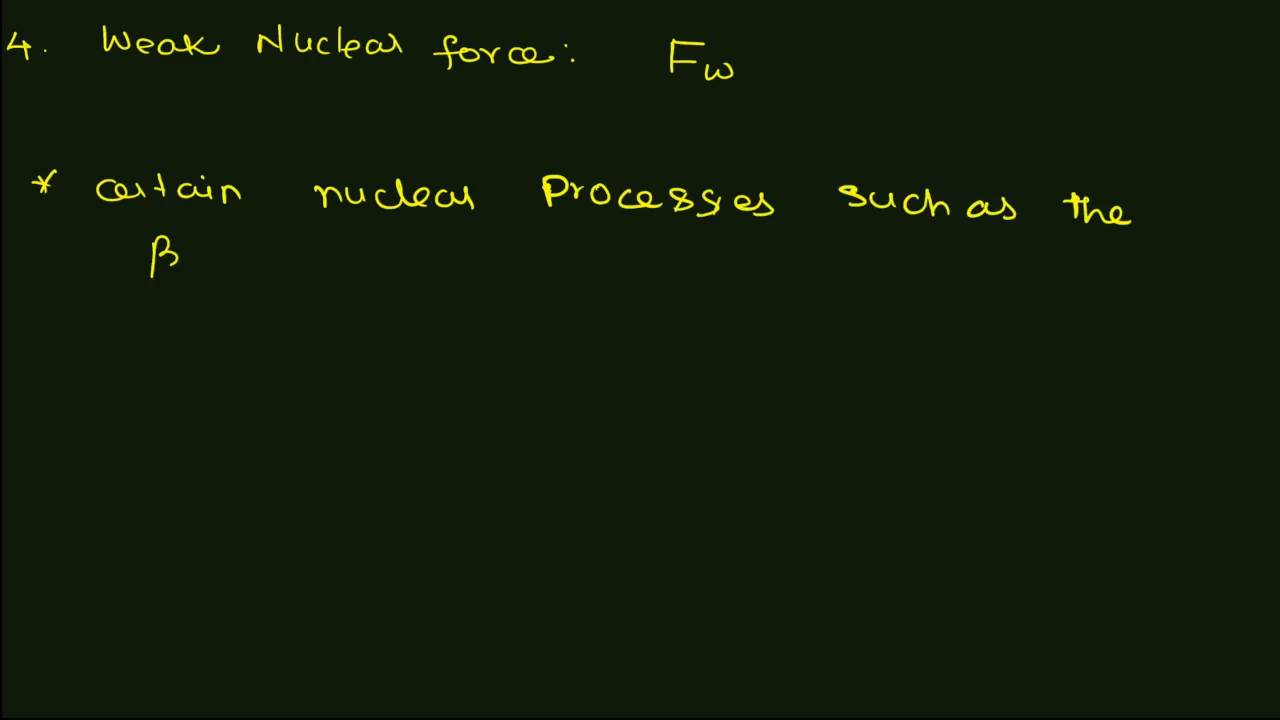 4. Weak Nuclear force: Fw
* certain nuclear Processes such as the
β